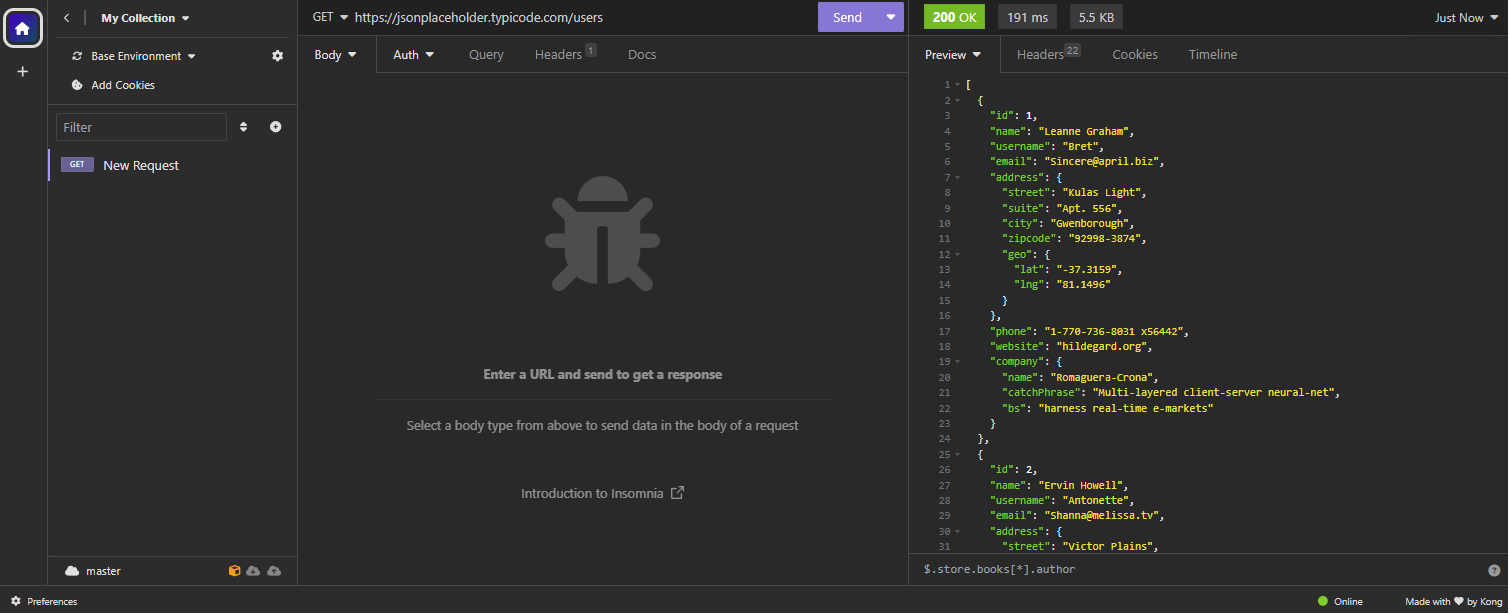 My Collection
Base Environment
Add Cookies
Filter
GET New Request
master
GET https://jsonplaceholder.typicode.com/users
Send
Body
Auth
Query
Headers 1
Docs
Enter a URL and send to get a response
Select a body type from above to send data in the body of a request
Introduction to Insomnia
200 OK
191 ms
5.5 KB
Just Now
Preview
Headers 22
Cookies
Timeline
1 [
2 {
3 "id": 1,
4 "name": "Leanne Graham",
5 "username": "Bret",
6 "email": "Sincere@april.biz",
7 "address": {
8 "street": "Kulas Light",
9 "suite": "Apt. 556",
10 "city": "Gwenborough",
11 "zipcode": "92998-3874",
12 "geo": {
13 "lat": "-37.3159",
14 "lng": "81.1496"
15 }
16 },
17 "phone": "1-770-736-8031 x56442",
18 "website": "hildegard.org",
19 "company": {
20 "name": "Romaguera-Crona",
21 "catchPhrase": "Multi-layered client-server neural-net",
22 "bs": "harness real-time e-markets"
23 }
24 },
25 {
26 "id": 2,
27 "name": "Ervin Howell",
28 "username": "Antonette",
29 "email": "Shanna@melissa.tv",
30 "address": {
31 "street": "Victor Plains",
$.store.books[*].author
?
Preferences
Online
Made with ❤ by Kong